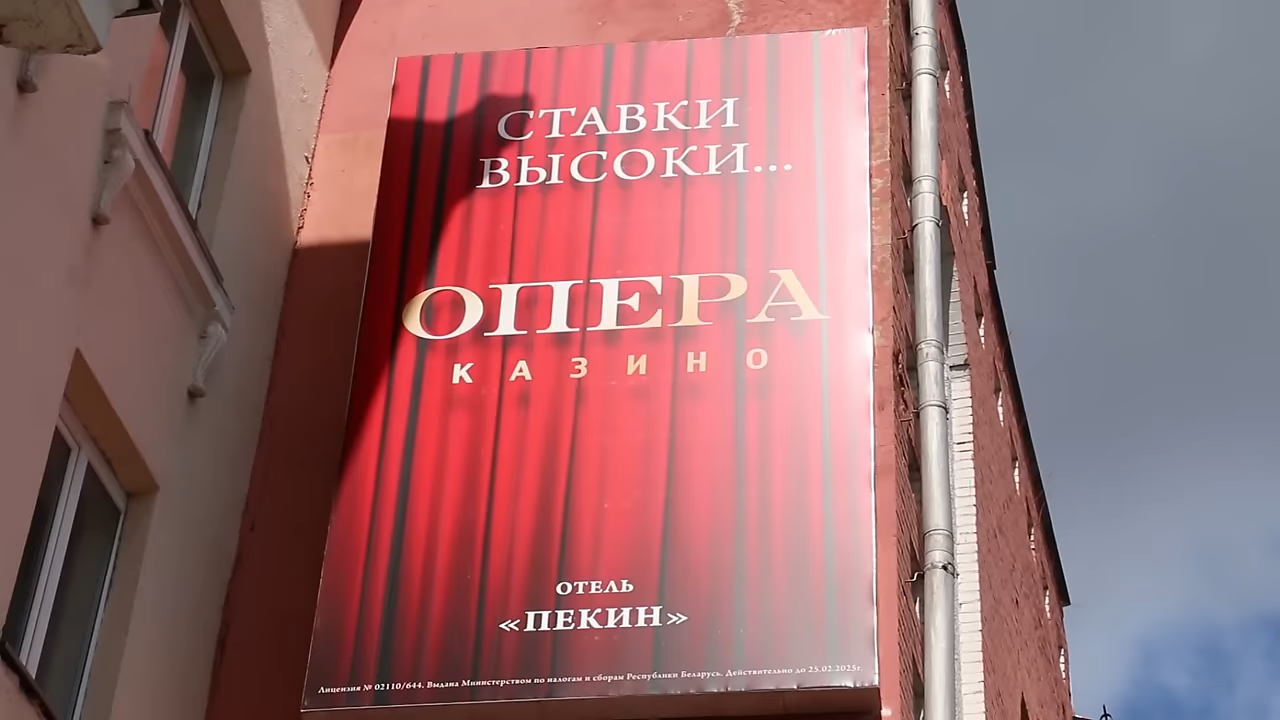 СТАВКИ
ВЫСОКИ...
ОПЕРА
КАЗИНО
ОТЕЛЬ
«ПЕКИН»
Лицензия № 02110/644. Выдана Министерством по налогам и сборам Республики Беларусь. Действительно до 25.02.2025г.